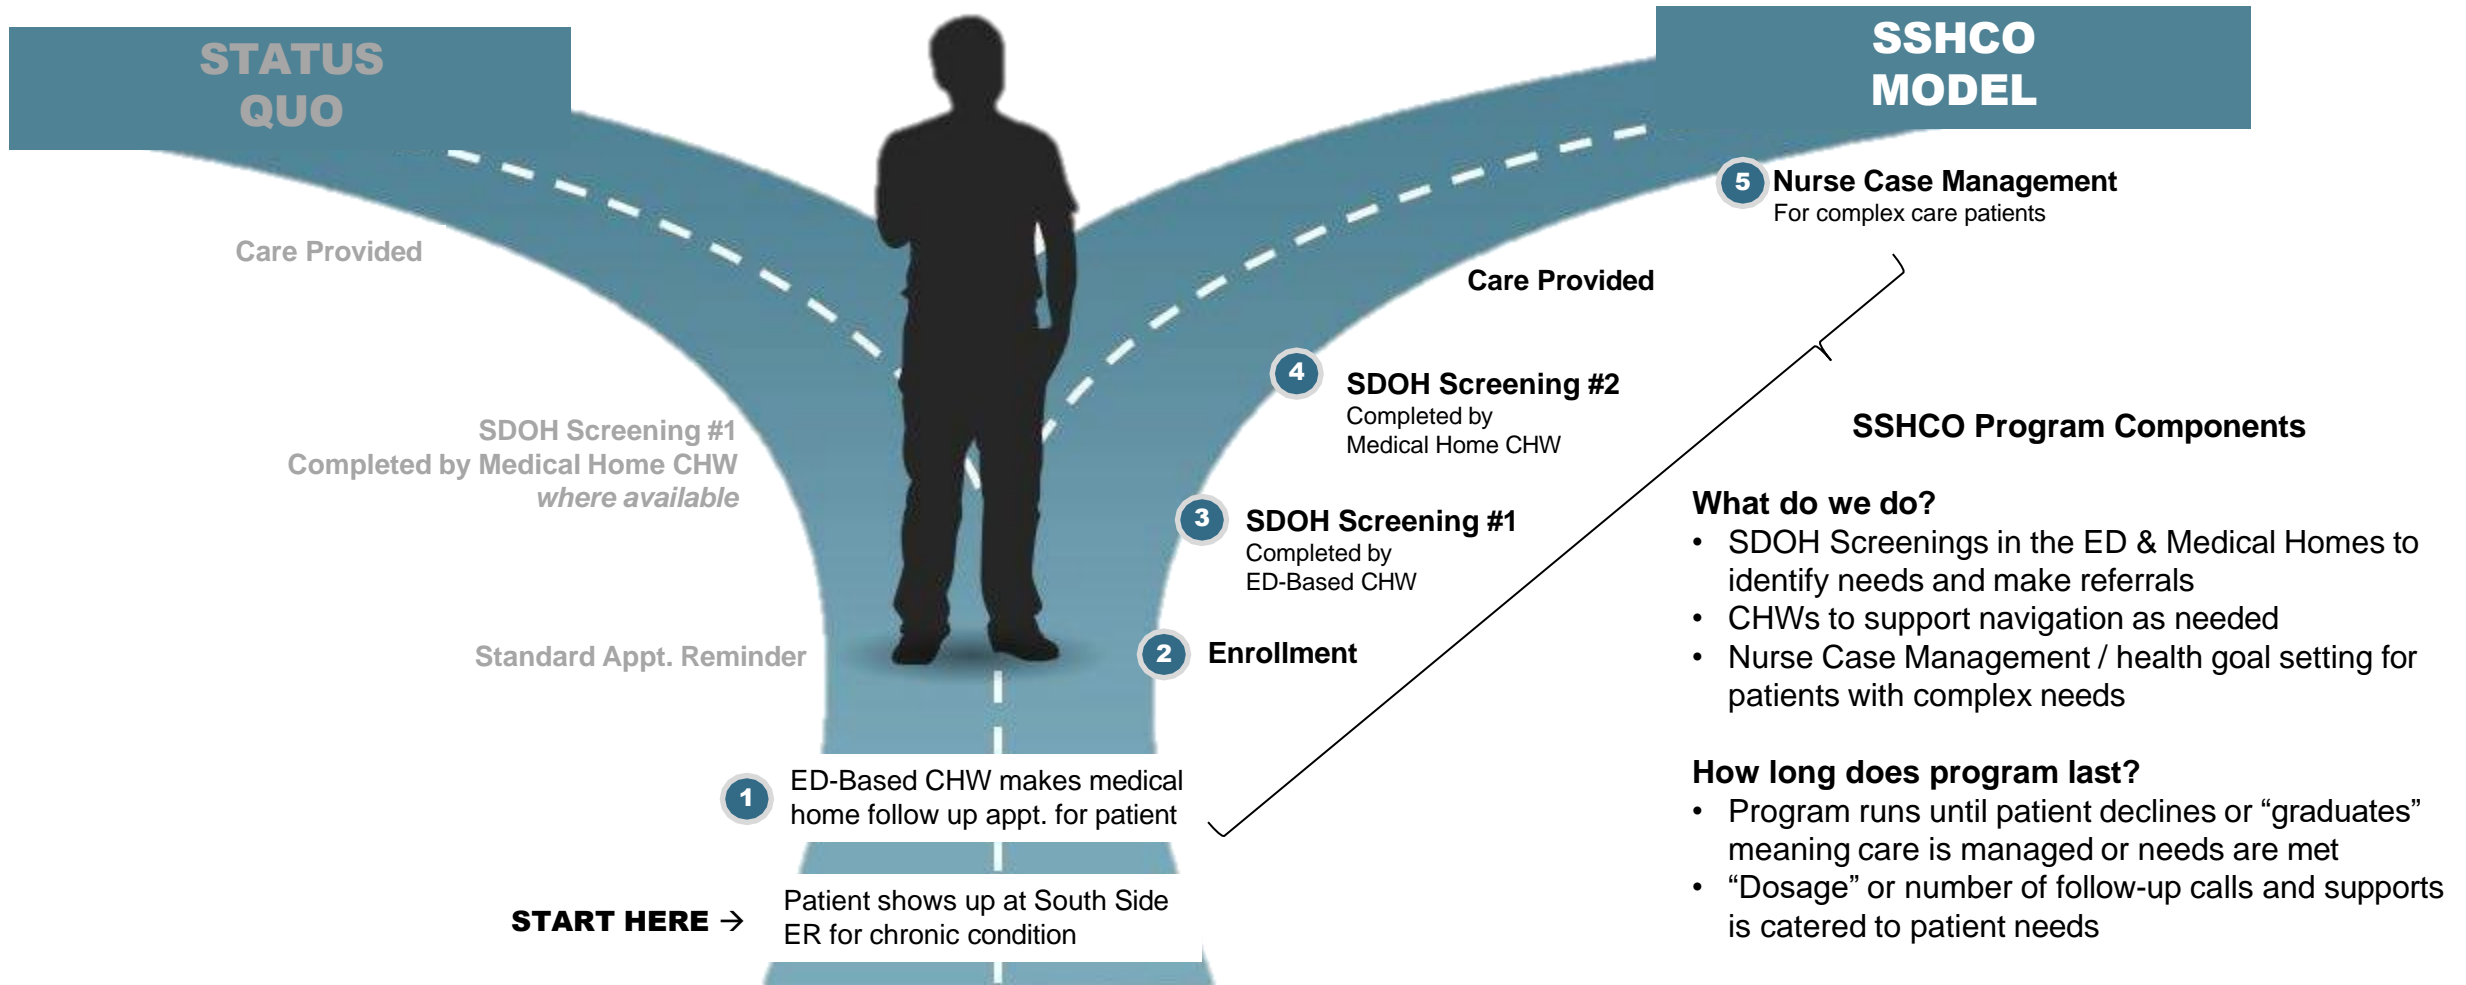 STATUS
QUO
Care Provided
SDOH Screening #1
Completed by Medical Home CHW
where available
Standard Appt. Reminder
SSHCO
MODEL
5 Nurse Case Management
For complex care patients
Care Provided
4 SDOH Screening #2
Completed by
Medical Home CHW
3 SDOH Screening #1
Completed by
ED-Based CHW
2 Enrollment
1 ED-Based CHW makes medical
home follow up appt. for patient
START HERE →
Patient shows up at South Side
ER for chronic condition
SSHCO Program Components
What do we do?
• SDOH Screenings in the ED & Medical Homes to
identify needs and make referrals
• CHWs to support navigation as needed
• Nurse Case Management / health goal setting for
patients with complex needs
How long does program last?
• Program runs until patient declines or “graduates”
meaning care is managed or needs are met
• “Dosage” or number of follow-up calls and supports
is catered to patient needs